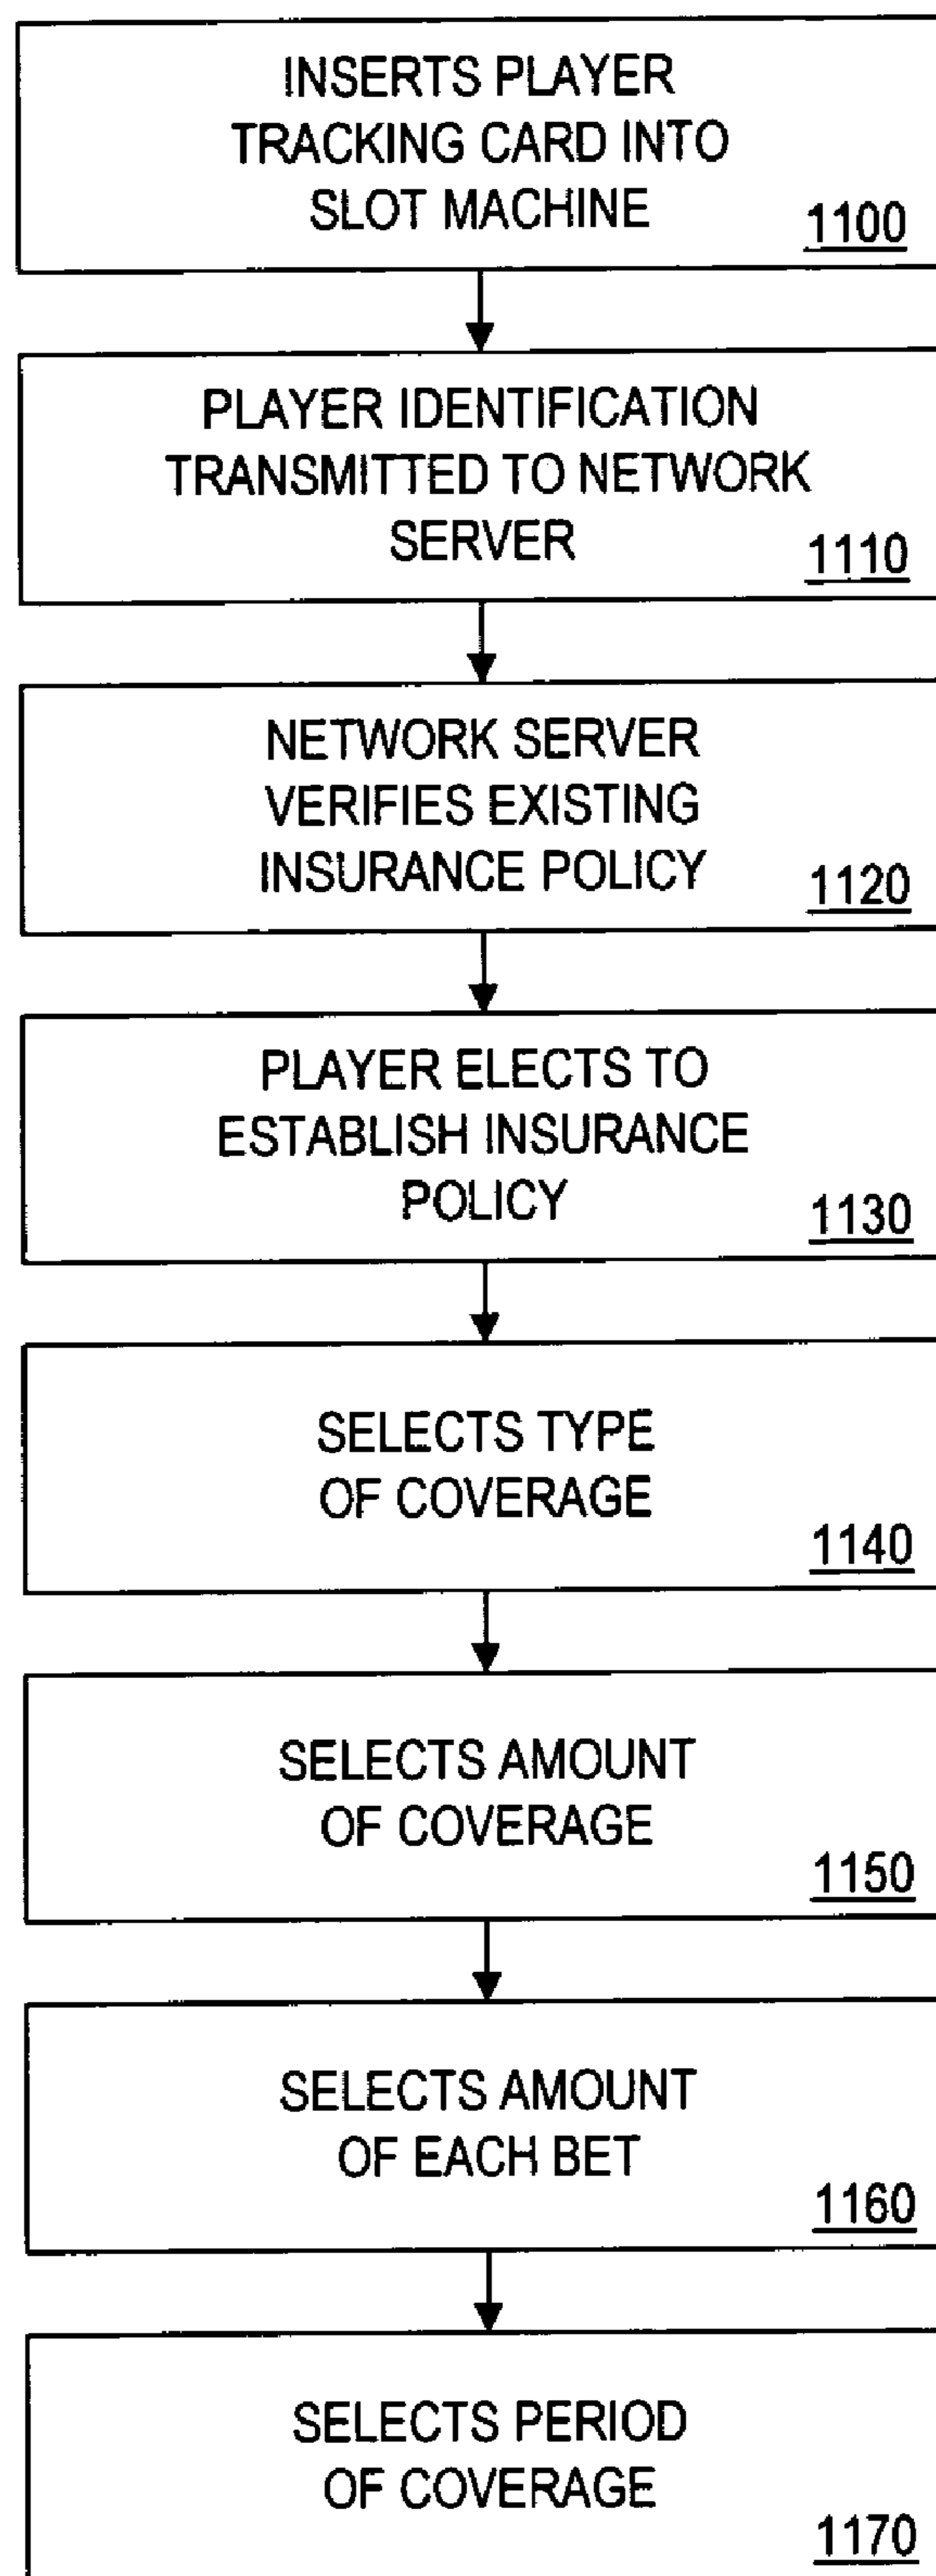 INSERTS PLAYER
TRACKING CARD INTO
SLOT MACHINE
1100
PLAYER IDENTIFICATION
TRANSMITTED TO NETWORK
SERVER
1110
NETWORK SERVER
VERIFIES EXISTING
INSURANCE POLICY
1120
PLAYER ELECTS TO
ESTABLISH INSURANCE
POLICY
1130
SELECTS TYPE
OF COVERAGE
1140
SELECTS AMOUNT
OF COVERAGE
1150
SELECTS AMOUNT
OF EACH BET
1160
SELECTS PERIOD
OF COVERAGE
1170